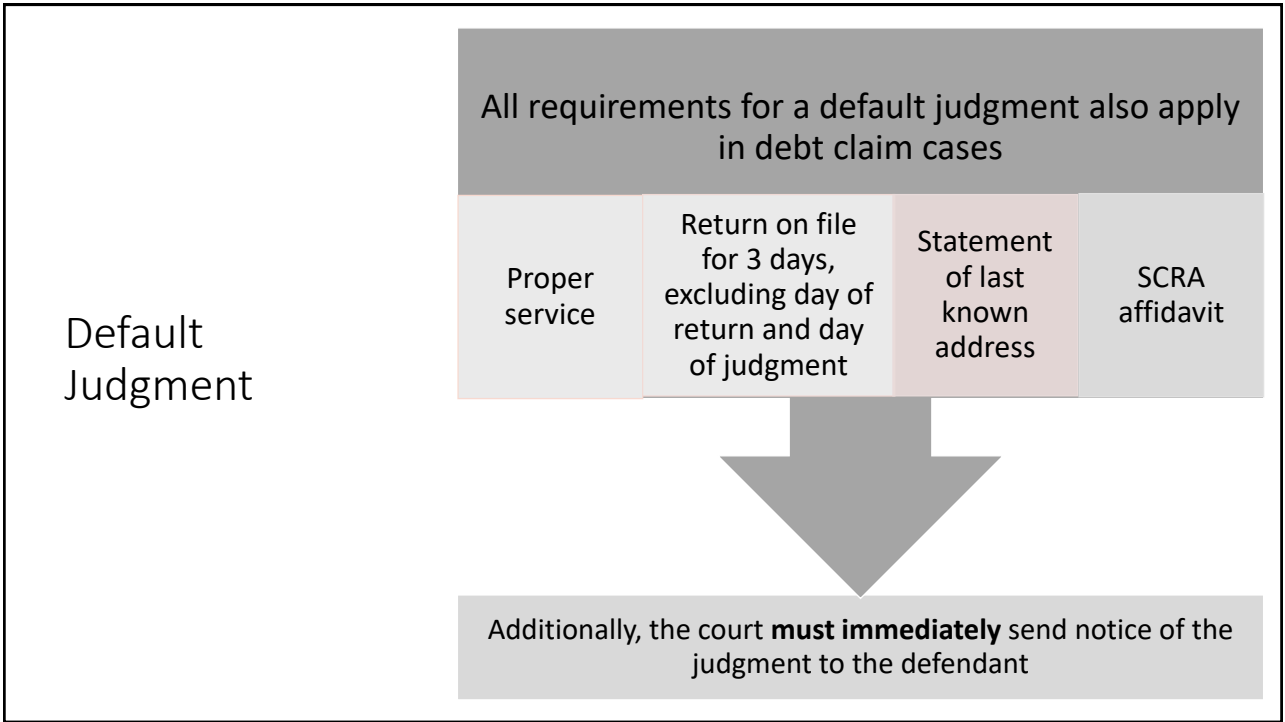 Default
Judgment
All requirements for a default judgment also apply
in debt claim cases
Proper
service
Return on file
for 3 days,
excluding day of
return and day
of judgment
Statement
of last
known
address
SCRA
affidavit
Additionally, the court must immediately send notice of the
judgment to the defendant